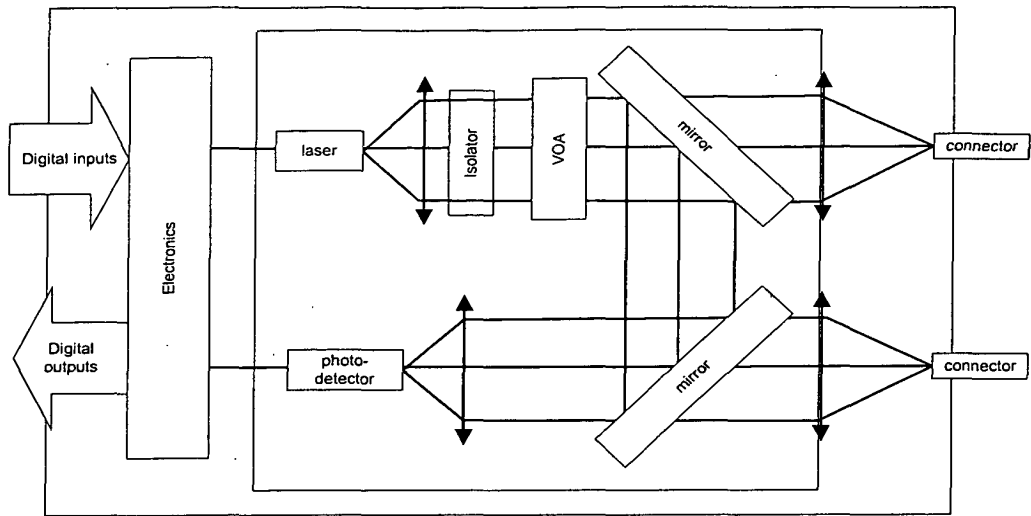 Digital inputs
Digital outputs
Electronics
laser
Isolator
VOA
mirror
connector
photo-
detector
mirror
connector